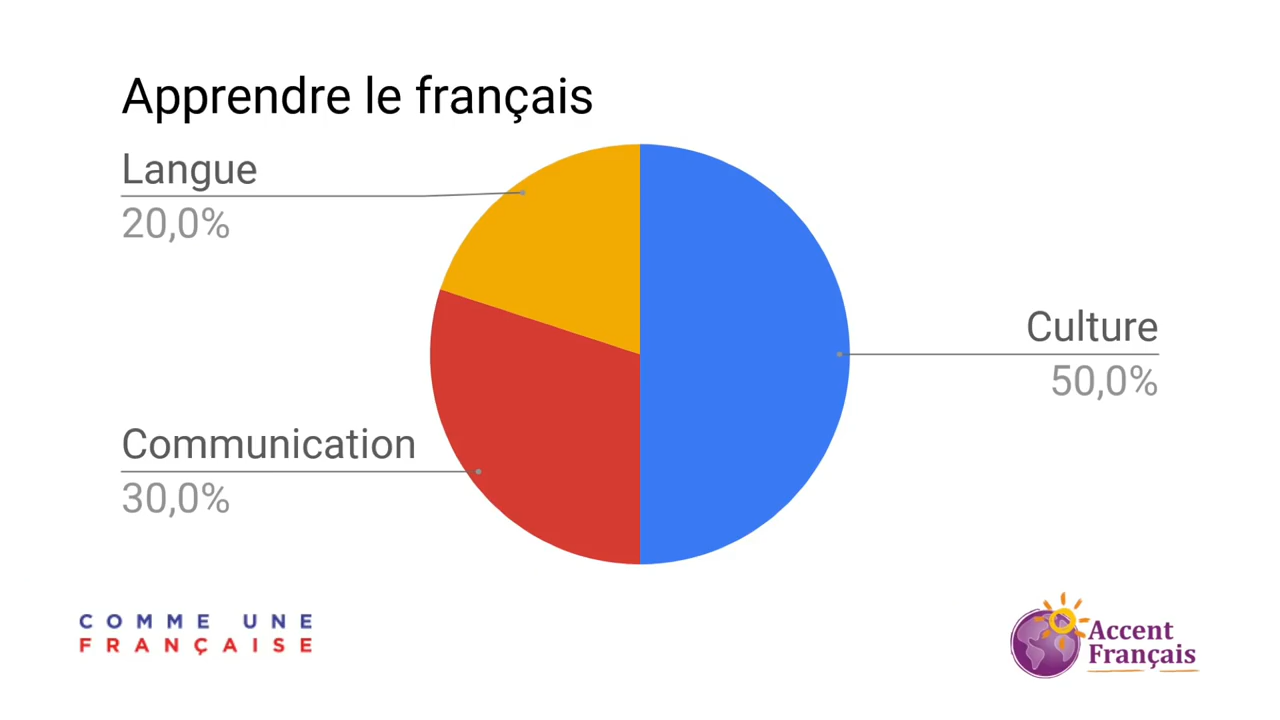 Apprendre le français
Langue
20,0%
Culture
50,0%
Communication
30,0%
COMME UNE
FRANÇAISE
Accent
Français